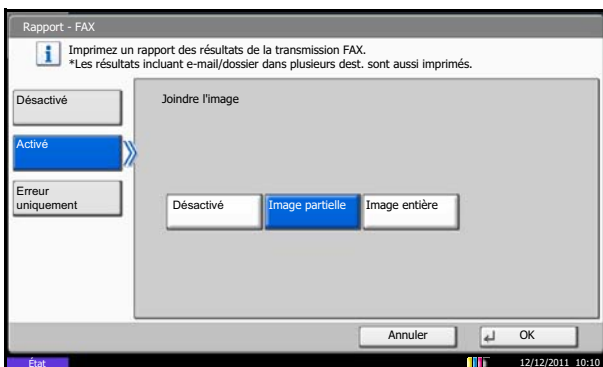 Rapport - FAX
Imprimez un rapport des résultats de la transmission FAX.
*Les résultats incluant e-mail/dossier dans plusieurs dest. sont aussi imprimés.
Désactivé
Joindre l'image
Activé
Erreur
uniquement
Désactivé
Image partielle
Image entière
Annuler
OK
État
12/12/2011 10:10